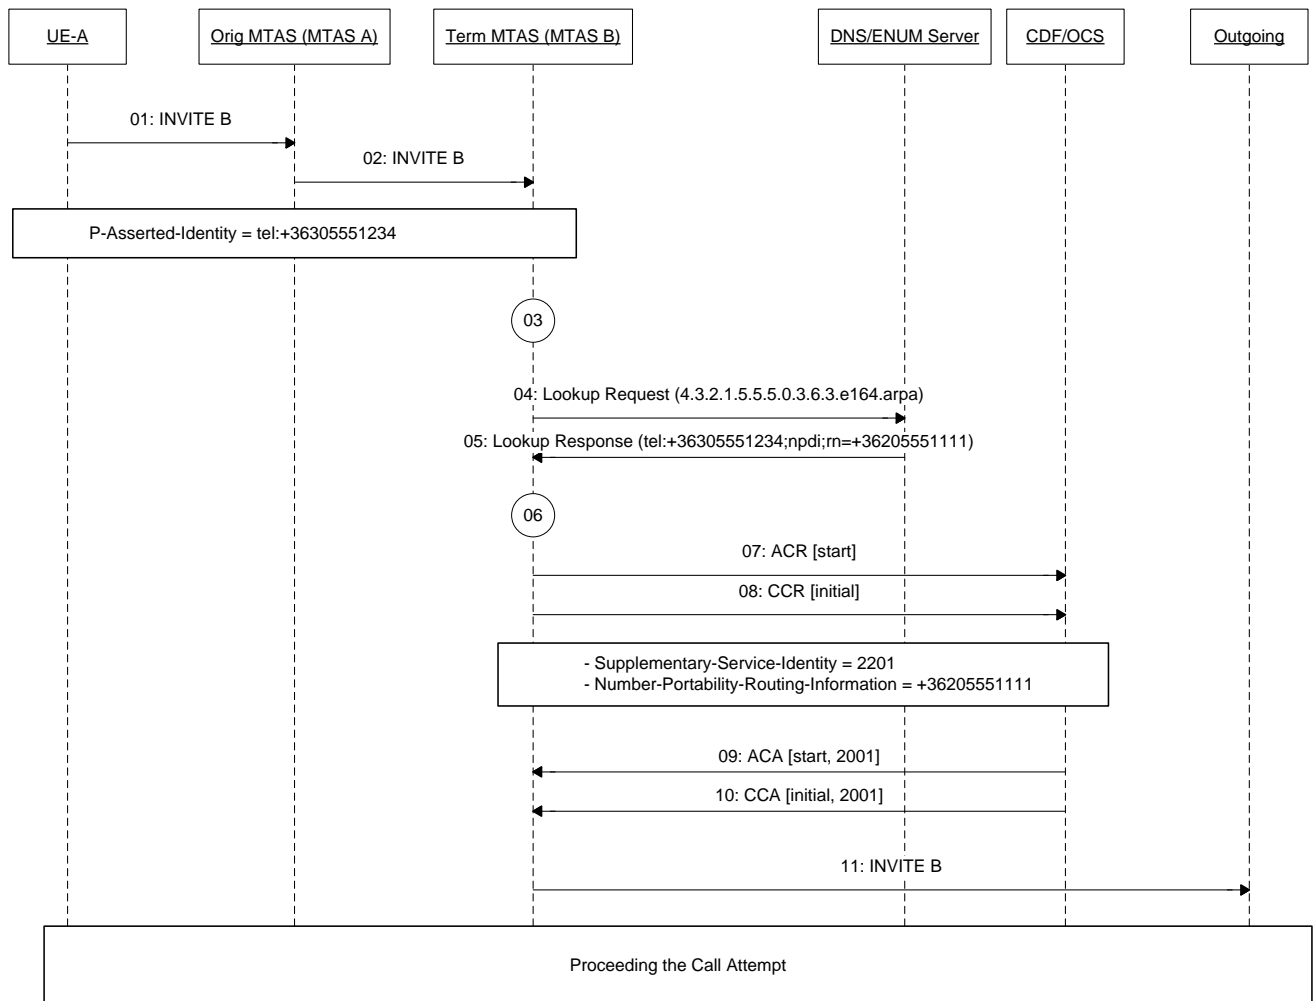 UE-A
Orig MTAS (MTAS A)
Term MTAS (MTAS B)
DNS/ENUM Server
CDF/OCS
Outgoing
01: INVITE B
02: INVITE B
P-Asserted-Identity = tel:+36305551234
03
04: Lookup Request (4.3.2.1.5.5.5.0.3.6.3.e164.arpa)
05: Lookup Response (tel:+36305551234;npdi;rn=+36205551111)
06
07: ACR [start]
08: CCR [initial]
- Supplementary-Service-Identity = 2201
- Number-Portability-Routing-Information = +36205551111
09: ACA [start, 2001]
10: CCA [initial, 2001]
11: INVITE B
Proceeding the Call Attempt